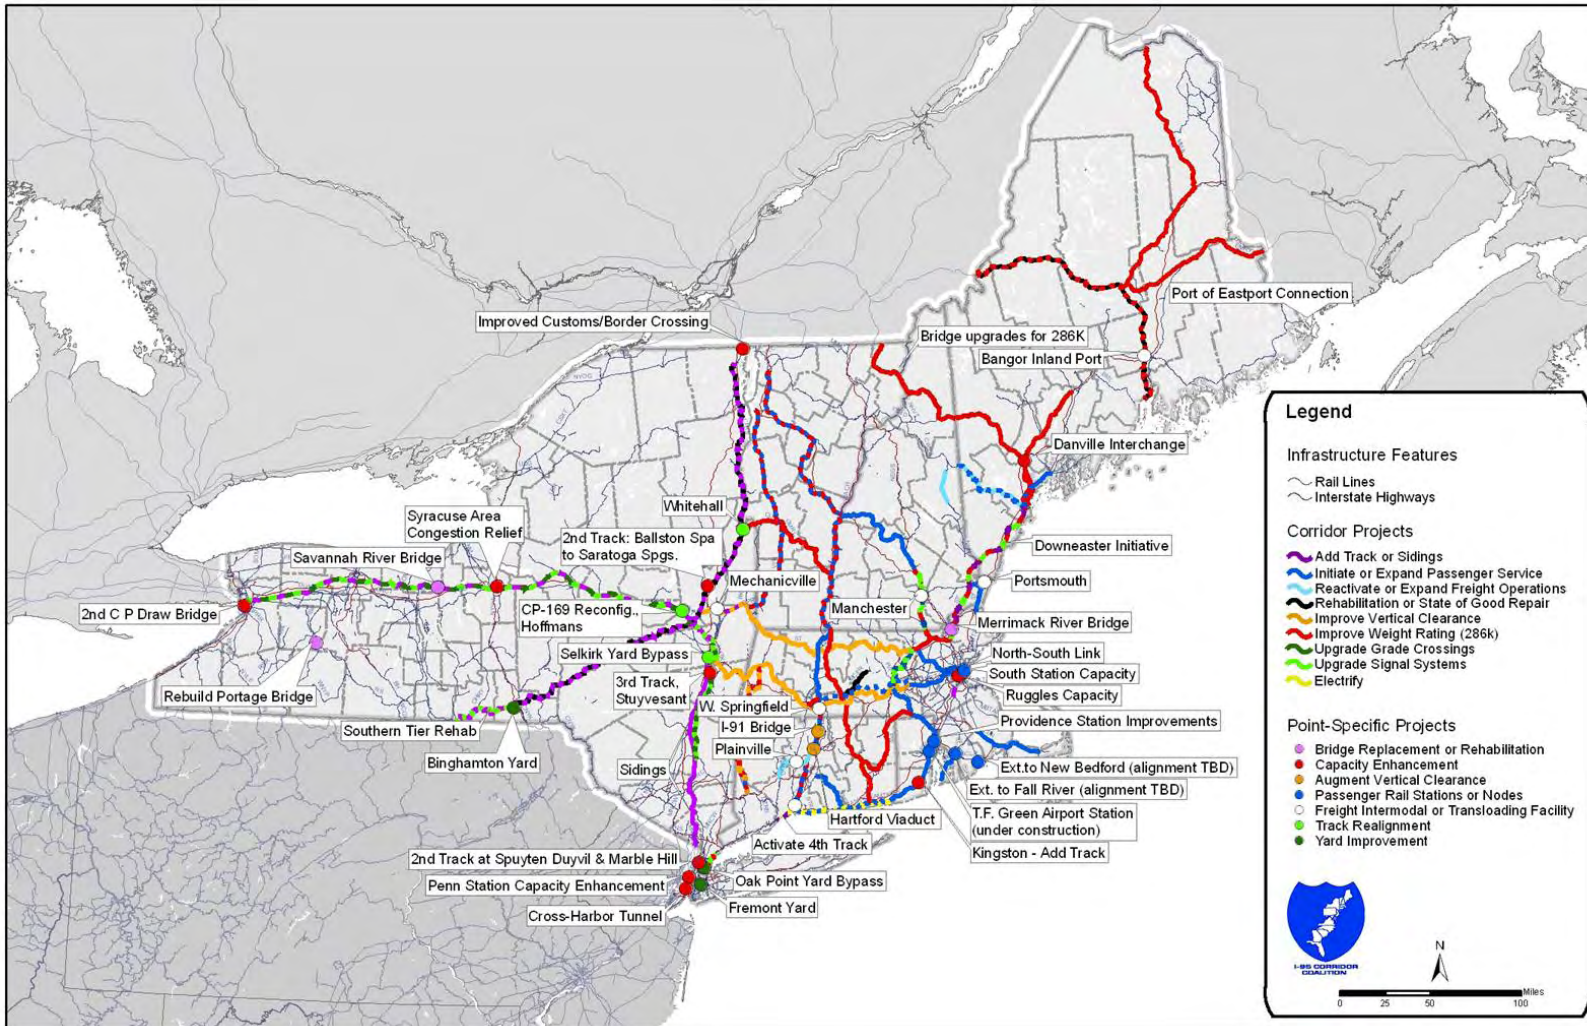 Improved Customs/Border Crossing
Port of Eastport Connection
Bridge upgrades for 286K
Bangor Inland Port
Danville Interchange
Whitehall
Syracuse Area
Congestion Relief
2nd Track: Ballston Spa
to Saratoga Spgs.
Savannah River Bridge
Downeaster Initiative
Mechanicville
Portsmouth
2nd C P Draw Bridge
CP-169 Reconfig.,
Hoffmans
Manchester
Merrimack River Bridge
Selkirk Yard Bypass
North-South Link
South Station Capacity
Ruggles Capacity
3rd Track,
Stuyvesant
Rebuild Portage Bridge
W. Springfield
Providence Station Improvements
I-91 Bridge
Southern Tier Rehab
Plainville
Binghamton Yard
Sidings
Ext.to New Bedford (alignment TBD)
Ext. to Fall River (alignment TBD)
Hartford Viaduct
T.F. Green Airport Station
(under construction)
Activate 4th Track
Kingston - Add Track
2nd Track at Spuyten Duyvil & Marble Hill
Penn Station Capacity Enhancement
Oak Point Yard Bypass
Cross-Harbor Tunnel
Fremont Yard
Legend
Infrastructure Features
Rail Lines
Interstate Highways
Corridor Projects
Add Track or Sidings
Initiate or Expand Passenger Service
Reactivate or Expand Freight Operations
Rehabilitation or State of Good Repair
Improve Vertical Clearance
Improve Weight Rating (286k)
Upgrade Grade Crossings
Upgrade Signal Systems
Electrify
Point-Specific Projects
Bridge Replacement or Rehabilitation
Capacity Enhancement
Augment Vertical Clearance
Passenger Rail Stations or Nodes
Freight Intermodal or Transloading Facility
Track Realignment
Yard Improvement
I-95 CORRIDOR
COALITION
N
Miles
0 25 50 100